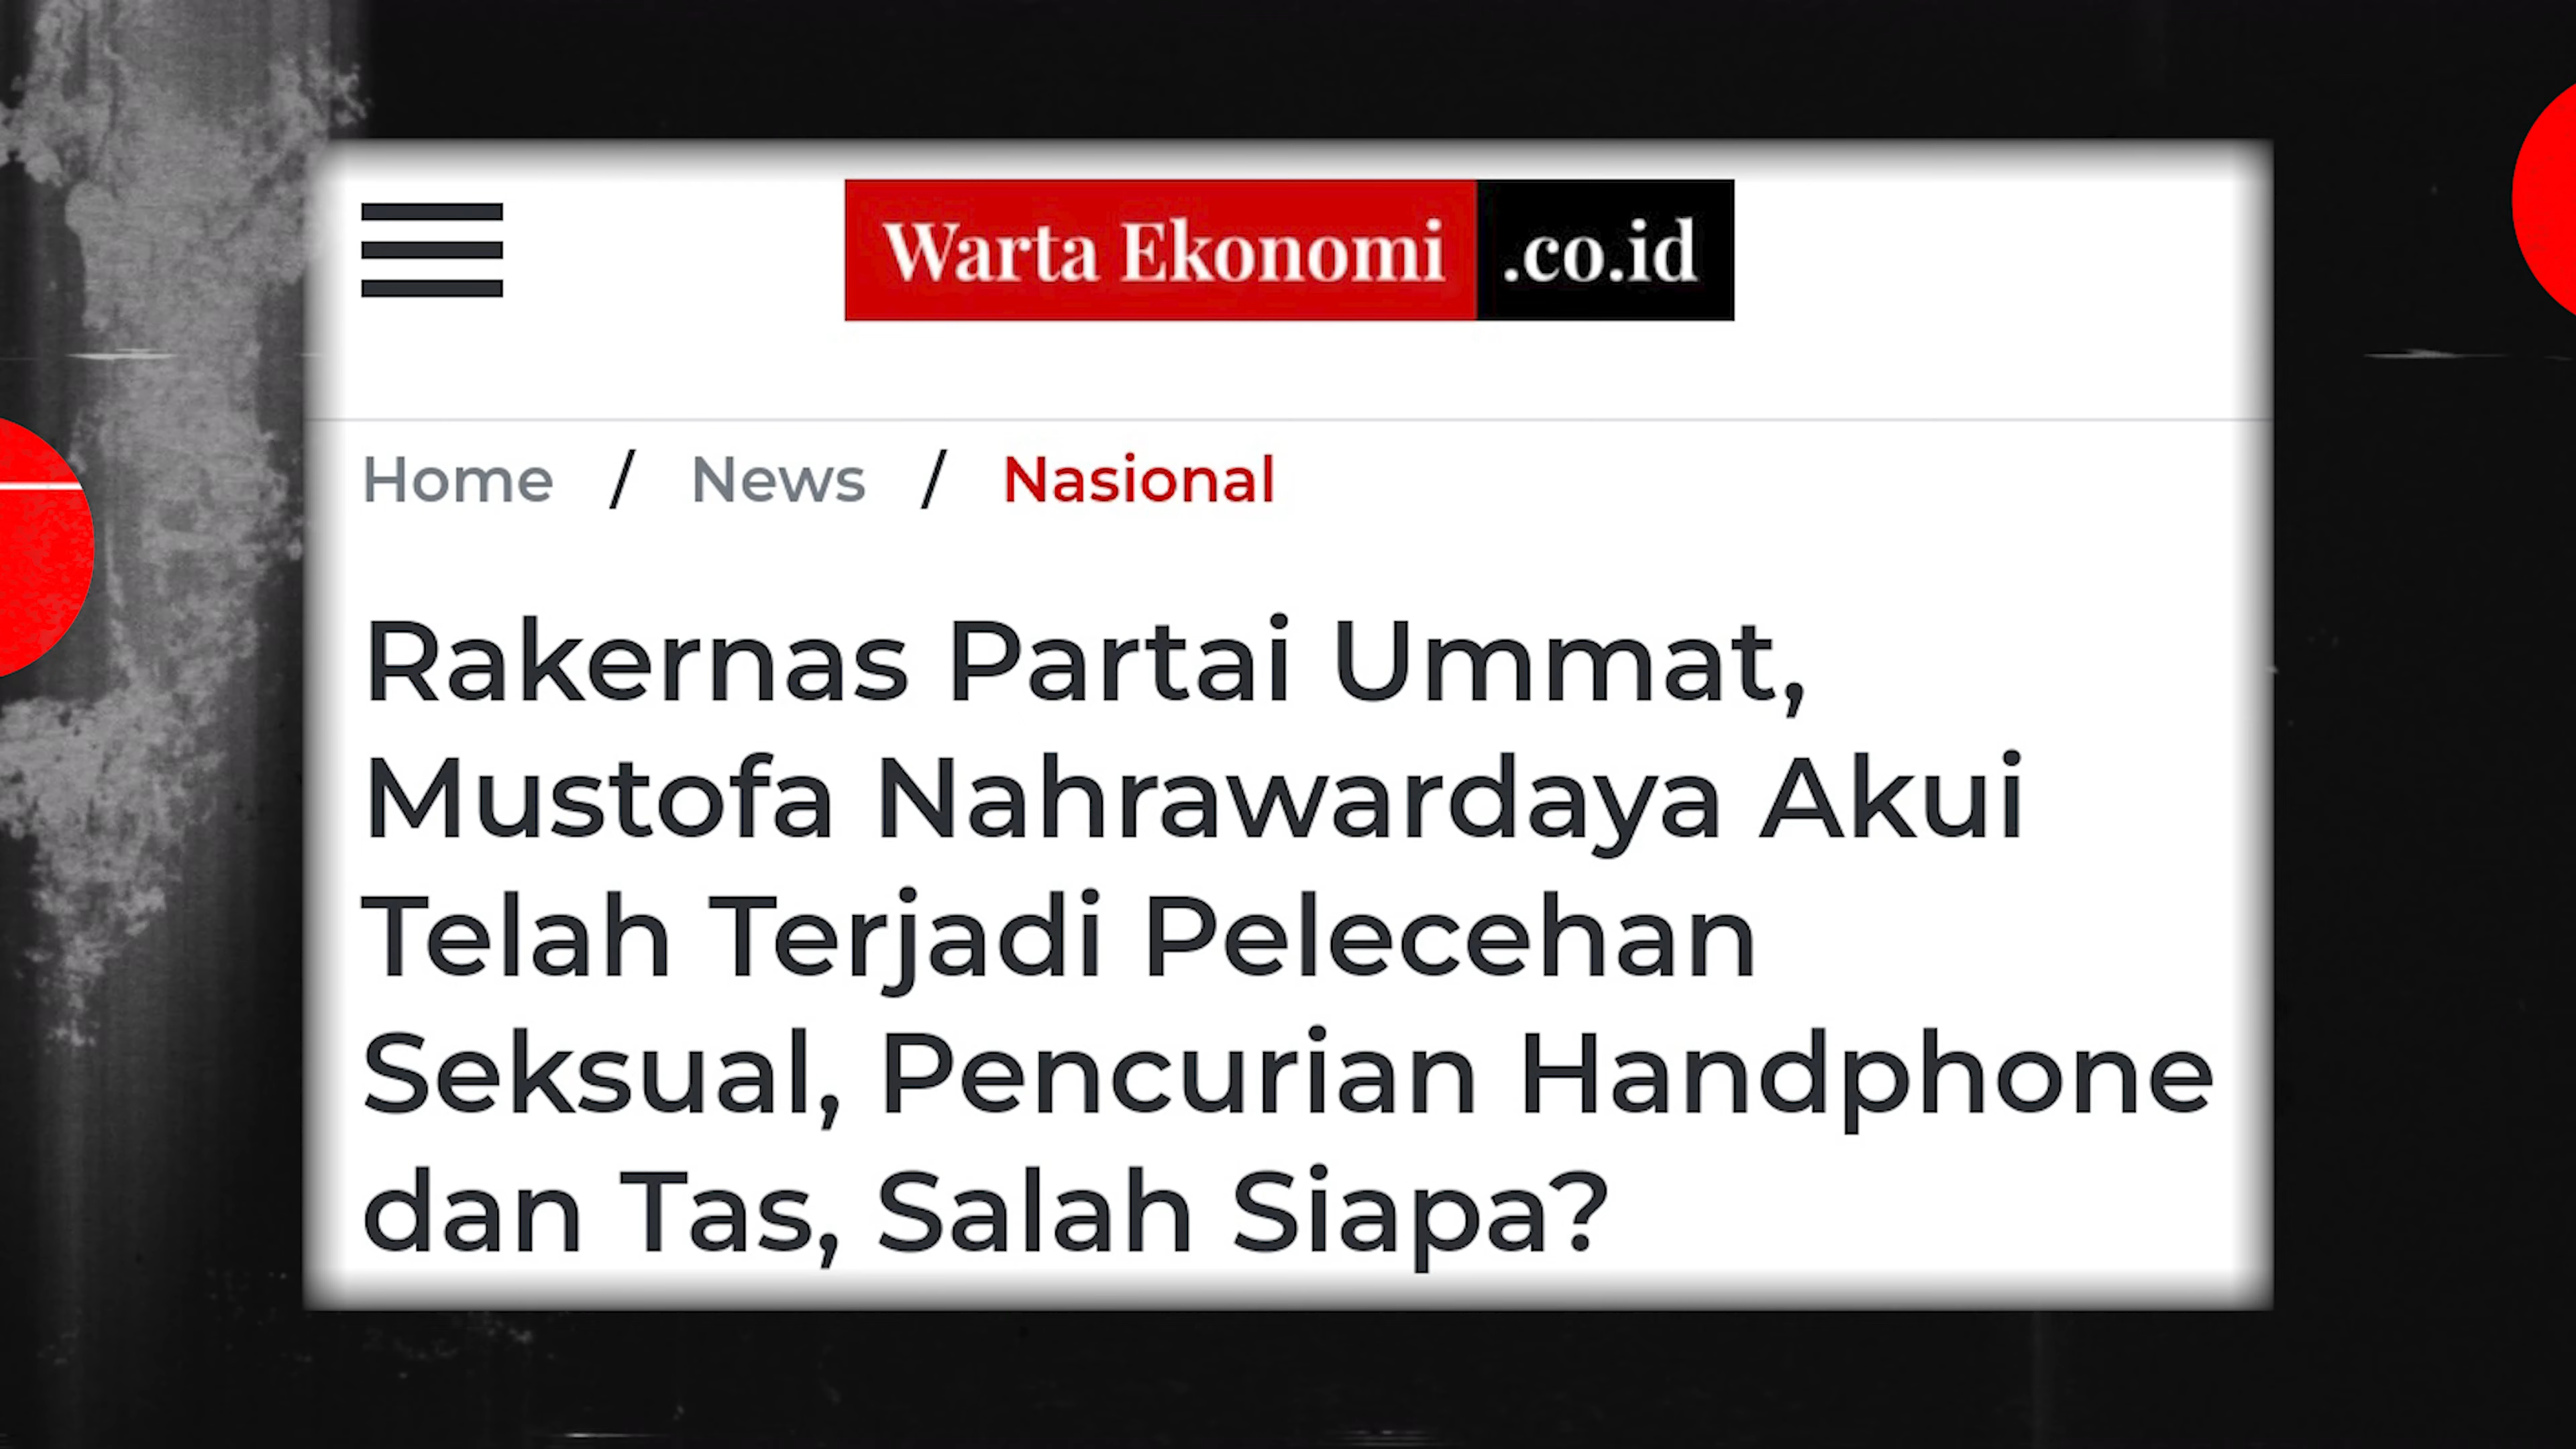 Warta Ekonomi .co.id
Home / News / Nasional
Rakernas Partai Ummat,
Mustofa Nahrawardaya Akui
Telah Terjadi Pelecehan
Seksual, Pencurian Handphone
dan Tas, Salah Siapa?